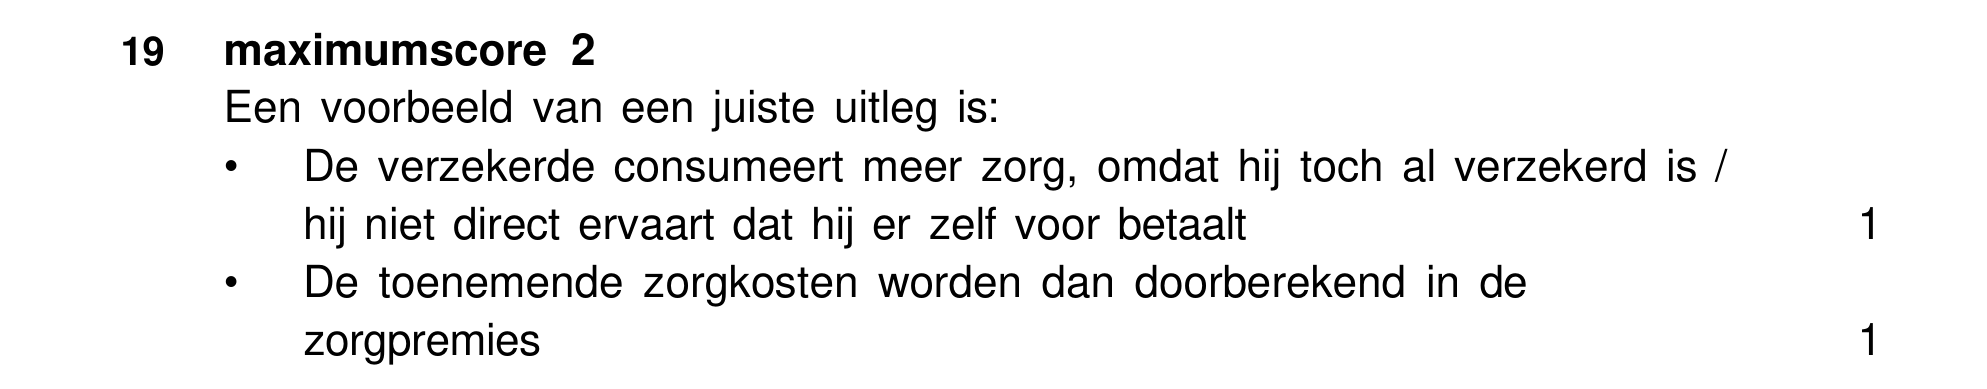 19 maximumscore 2
Een voorbeeld van een juiste uitleg is:
• De verzekerde consumeert meer zorg, omdat hij toch al verzekerd is /
hij niet direct ervaart dat hij er zelf voor betaalt 1
• De toenemende zorgkosten worden dan doorberekend in de
zorgpremies 1